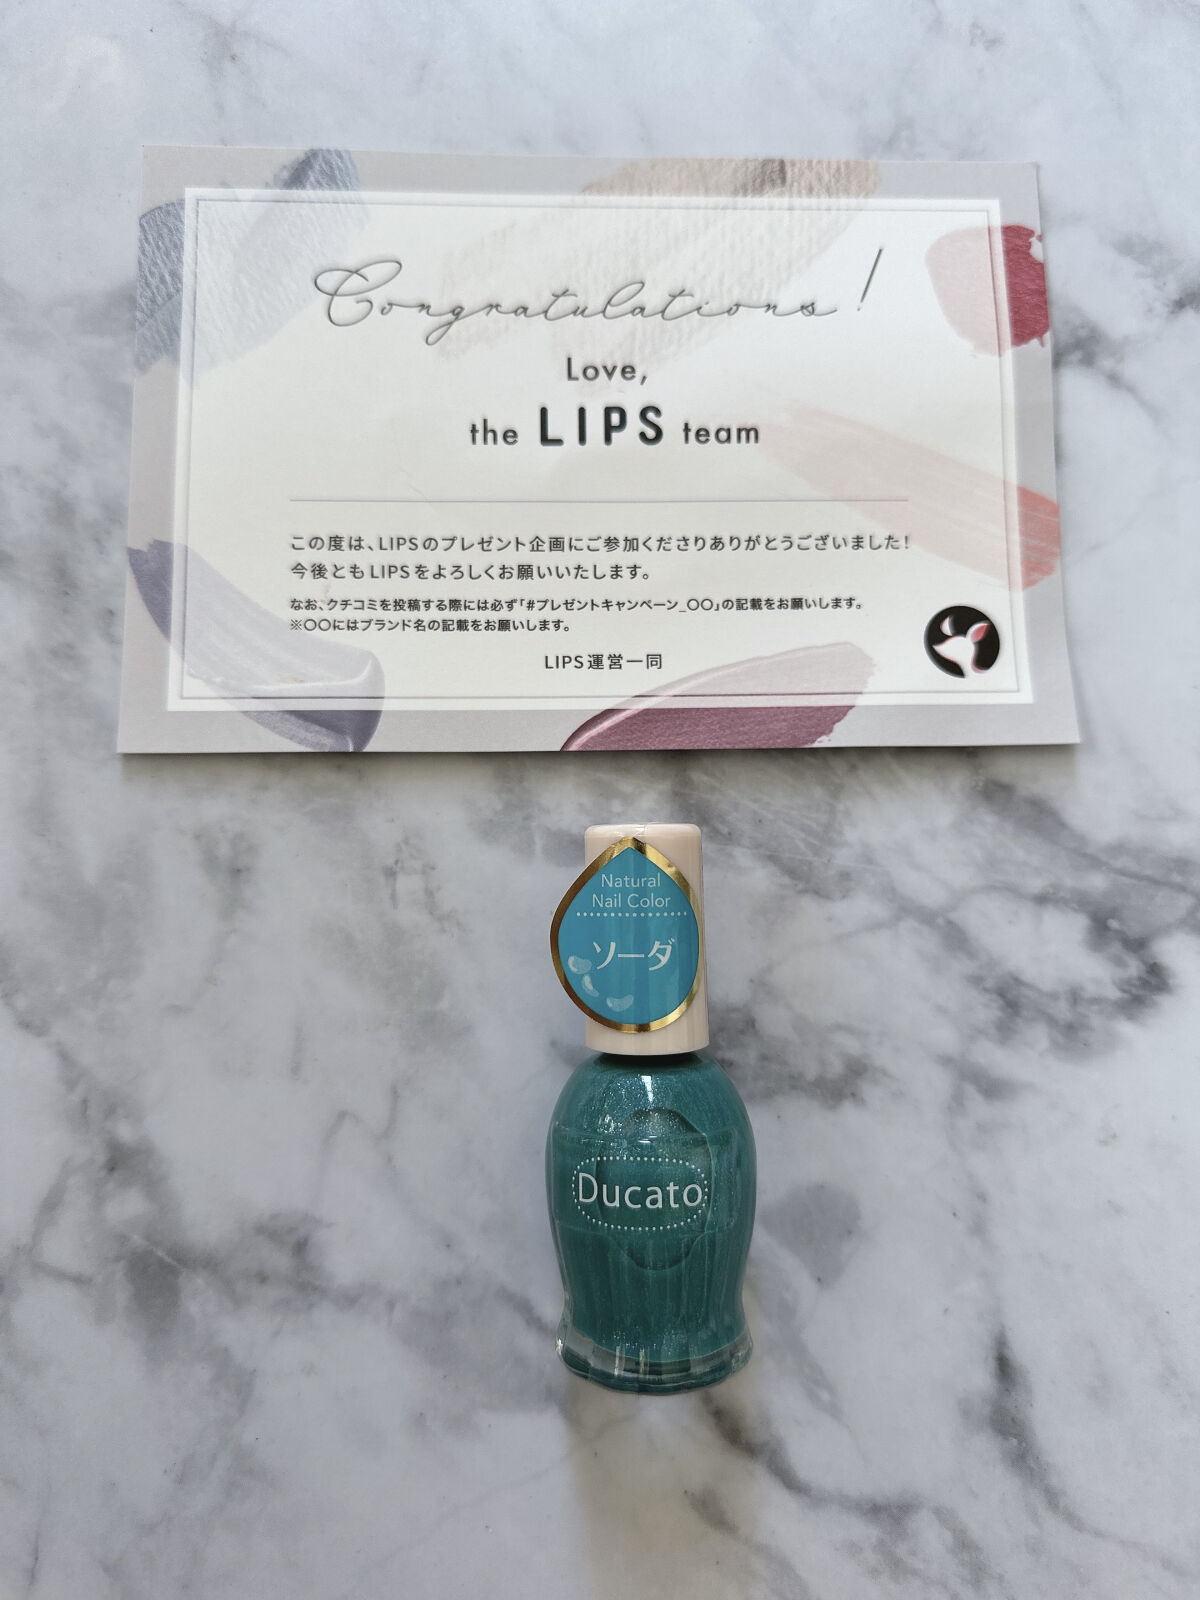 Congratulations!
Love,
the LIPS team
この度は、LIPSのプレゼント企画にご参加くださりありがとうございました!
今後ともLIPSをよろしくお願いいたします。
なお、クチコミを投稿する際には必ず「#プレゼントキャンペーン_〇〇」の記載をお願いします。
※〇〇にはブランド名の記載をお願いします。
LIPS運営一同
Natural
Nail Color
ソーダ
Ducato